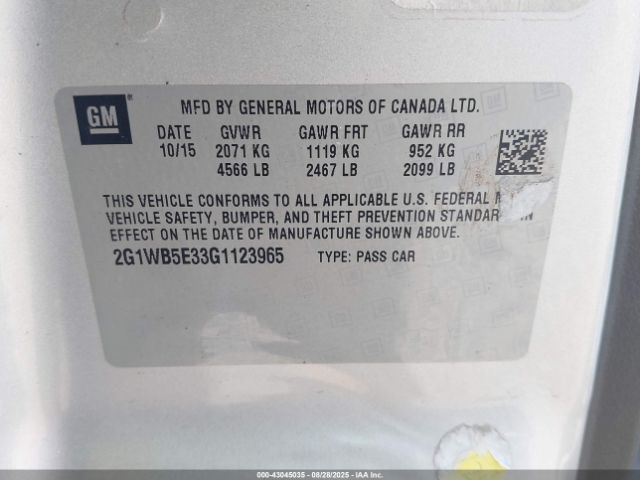 GM
®
MFD BY GENERAL MOTORS OF CANADA LTD.
DATE GVWR GAWR FRT GAWR RR
10/15 2071 KG 1119 KG 952 KG
4566 LB 2467 LB 2099 LB
THIS VEHICLE CONFORMS TO ALL APPLICABLE U.S. FEDERAL
VEHICLE SAFETY, BUMPER, AND THEFT PREVENTION STANDAR IN
EFFECT ON THE DATE OF MANUFACTURE SHOWN ABOVE.
2G1WB5E33G1123965 TYPE: PASS CAR
000-43045035 - 08/28/2025 - IAAI.com